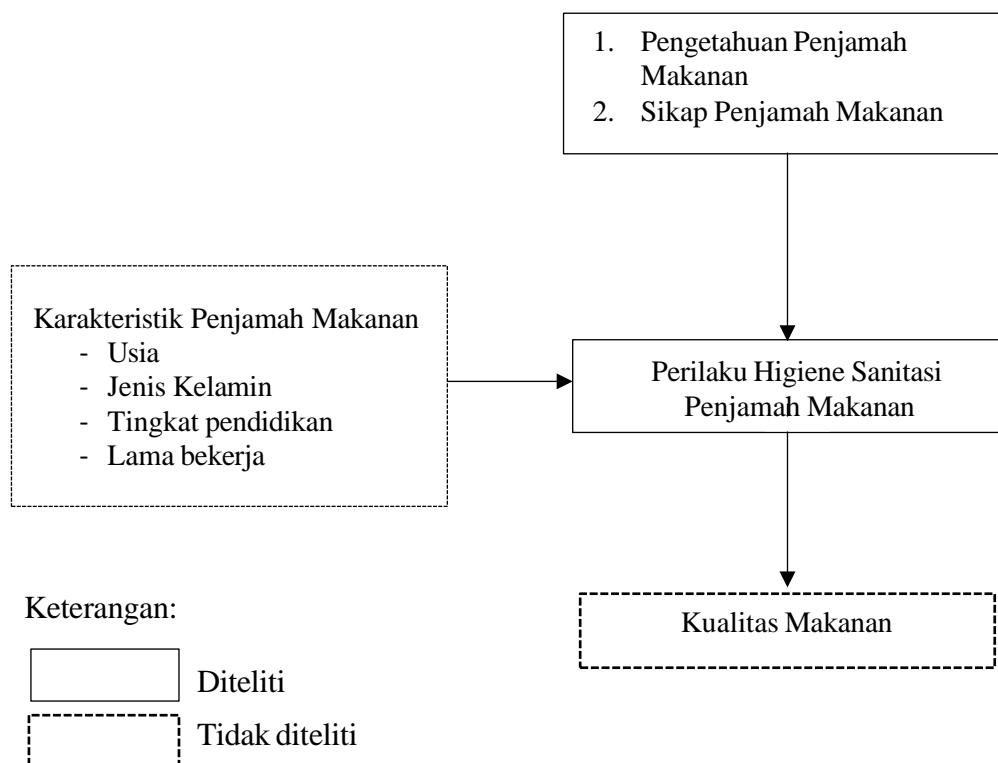 1. Pengetahuan Penjamah
Makanan
2. Sikap Penjamah Makanan
Karakteristik Penjamah Makanan
- Usia
- Jenis Kelamin
- Tingkat pendidikan
- Lama bekerja
Perilaku Higiene Sanitasi
Penjamah Makanan
Kualitas Makanan
Keterangan:
Diteliti
Tidak diteliti